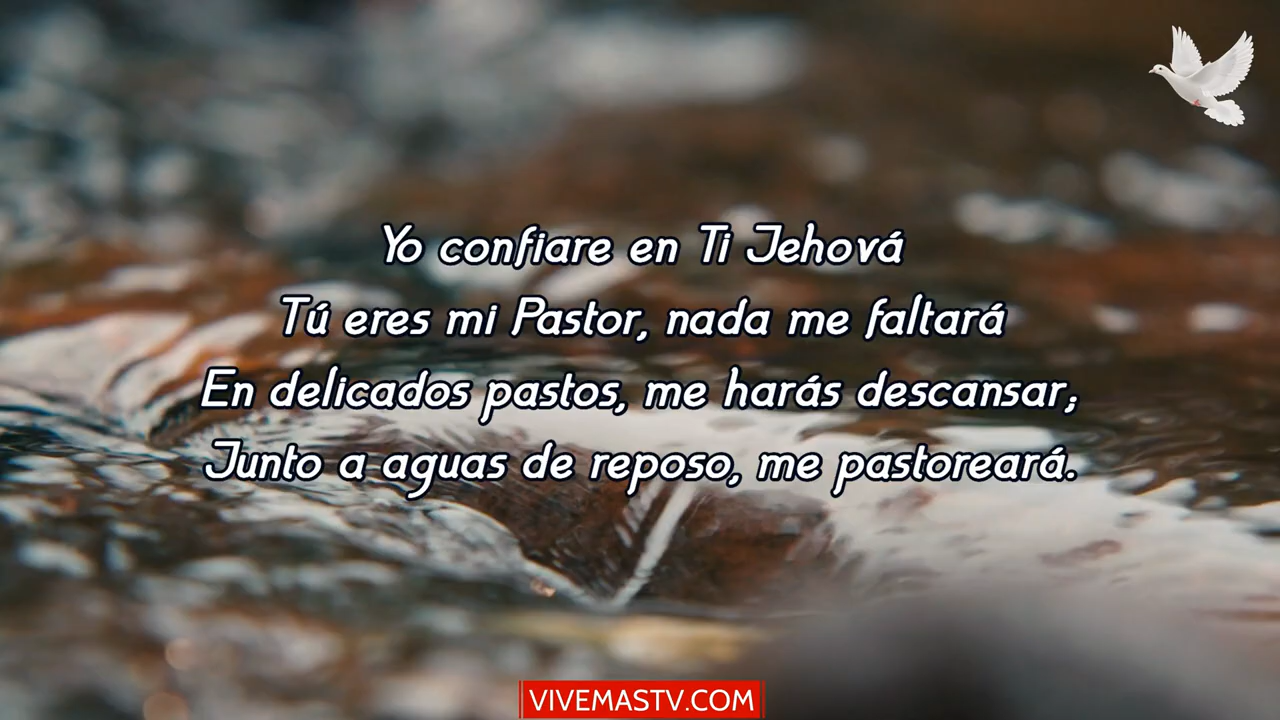 Yo confiare en Ti Jehová
Tú eres mi Pastor, nada me faltará
En delicados pastos, me harás descansar;
Junto a aguas de reposo, me pastoreará.
VIVEMASTV.COM